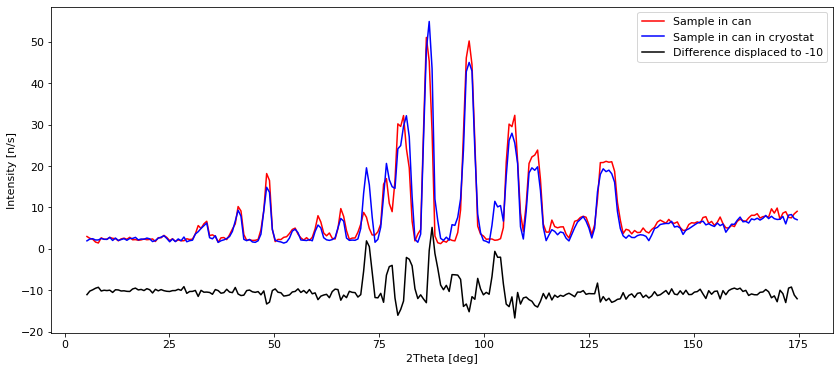 Sample in can
Sample in can in cryostat
Difference displaced to -10
Intensity [n/s]
50
40
30
20
10
0
−10
−20
0 25 50 75 100 125 150 175
2Theta [deg]